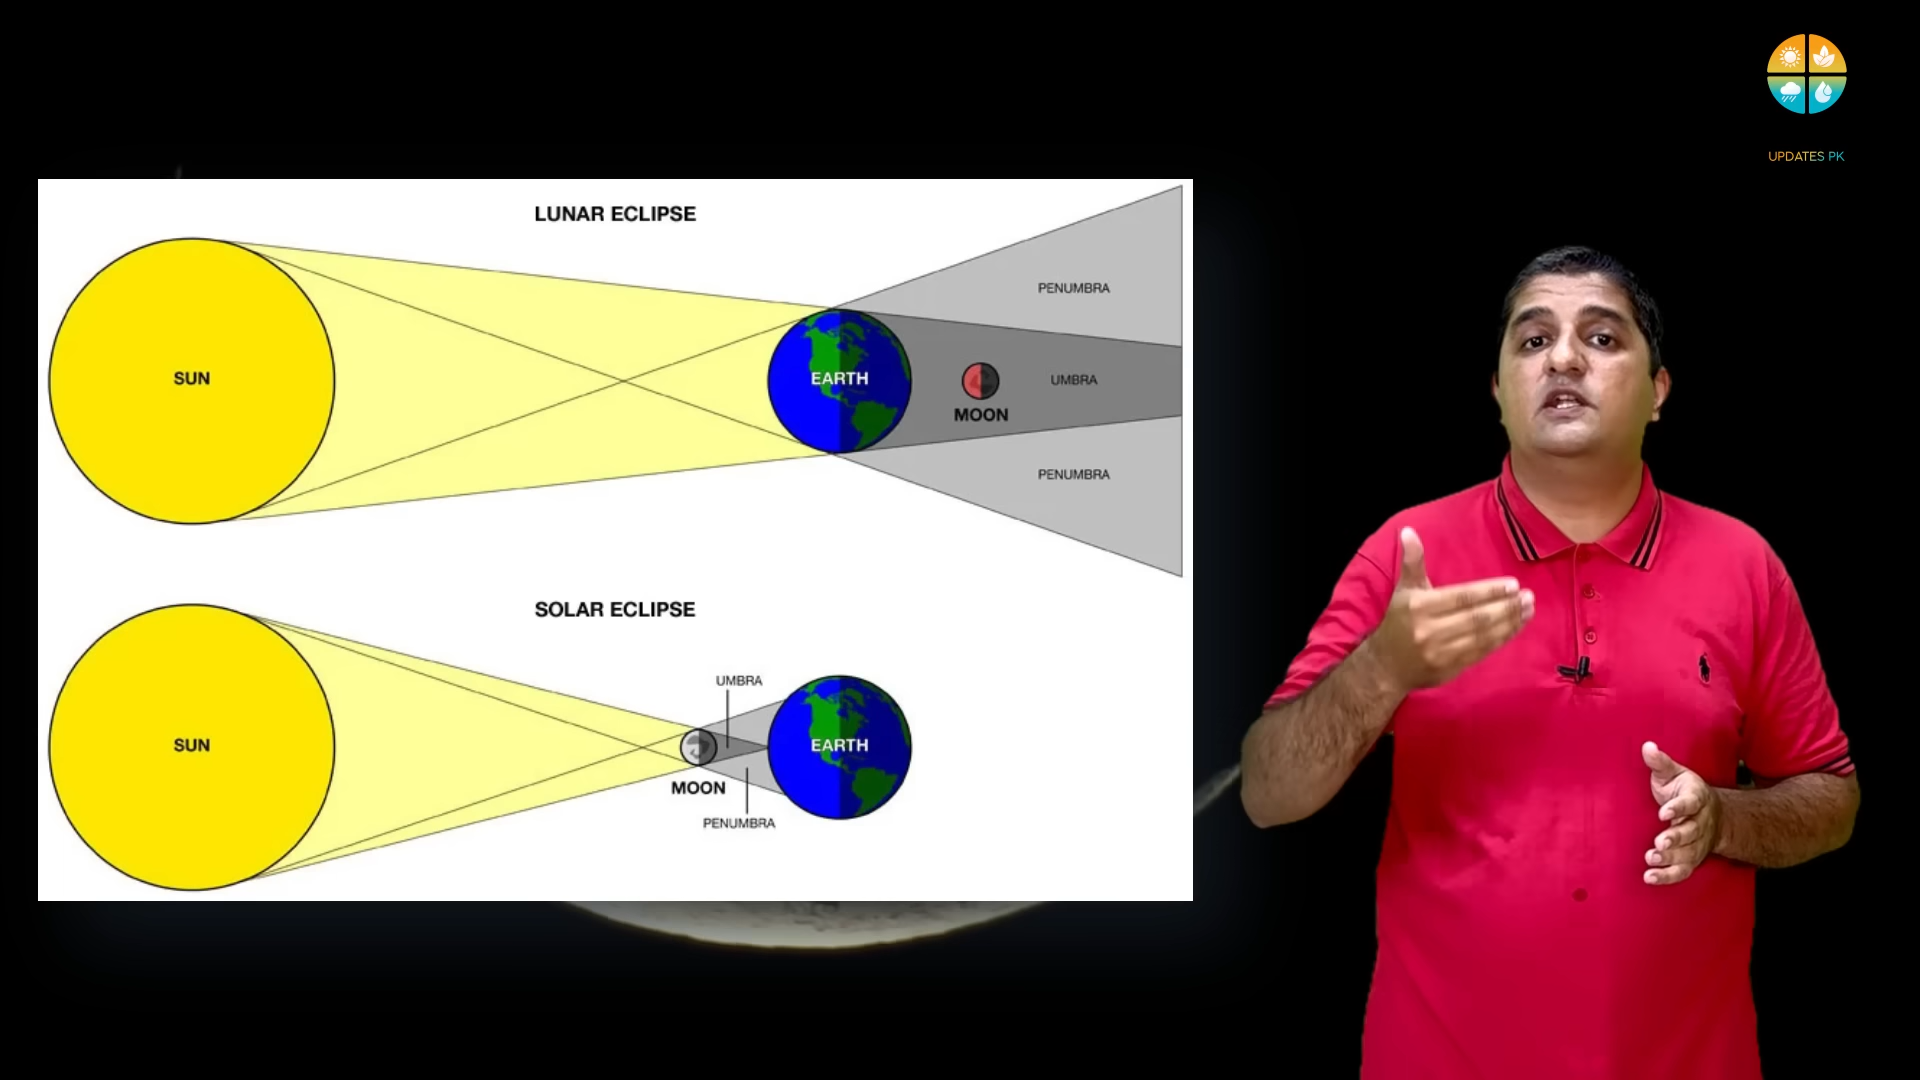 UPDATES PK
LUNAR ECLIPSE
PENUMBRA
SUN
EARTH
UMBRA
MOON
PENUMBRA
SOLAR ECLIPSE
UMBRA
SUN
EARTH
MOON
PENUMBRA